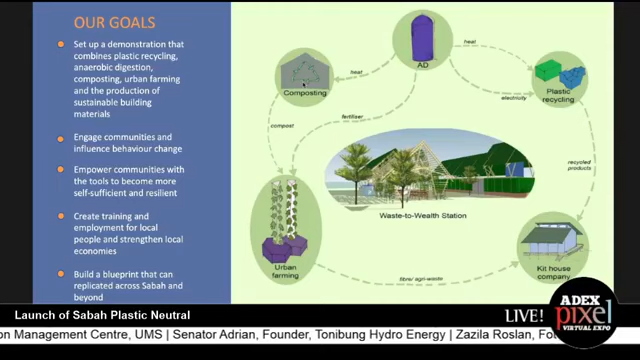 OUR GOALS
Set up a demonstration that
combines plastic recycling,
anaerobic digestion,
composting, urban farming
and the production of
sustainable building
materials
Engage communities and
influence behaviour change
Empower communities with
the tools to become more
self-sufficient and resilient
Create training and
employment for local
people and strengthen local
economies
Build a blueprint that can
replicated across Sabah and
beyond
AD
heat
heat
Composting
Plastic
recycling
electricity
fertiliser
compost
recycled
products
Waste-to-Wealth Station
Urban
farming
fibre/ agri-waste
Kit house
company
Launch of Sabah Plastic Neutral
LIVE!
ADEX
pixel
VIRTUAL EXPO
on Management Centre, UMS | Senator Adrian, Founder, Tonibung Hydro Energy | Zazila Roslan, Fou